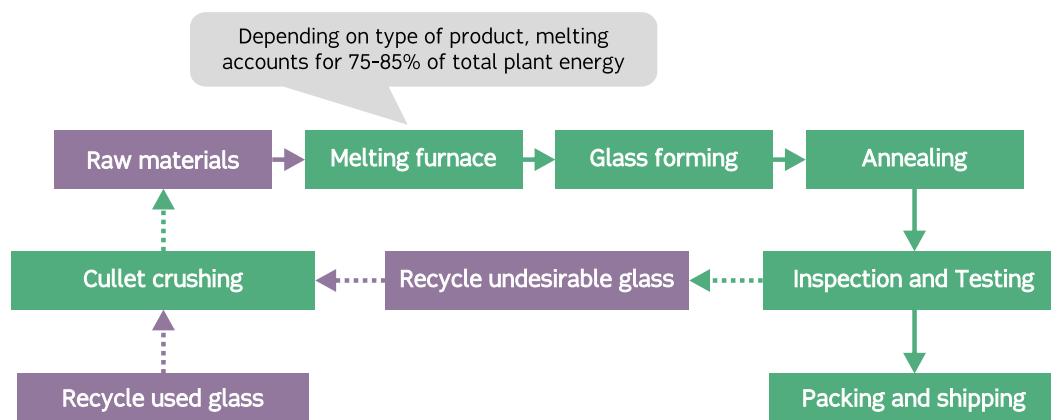 Depending on type of product, melting
accounts for 75-85% of total plant energy
Raw materials
Melting furnace
Glass forming
Annealing
Cullet crushing
Recycle undesirable glass
Inspection and Testing
Recycle used glass
Packing and shipping